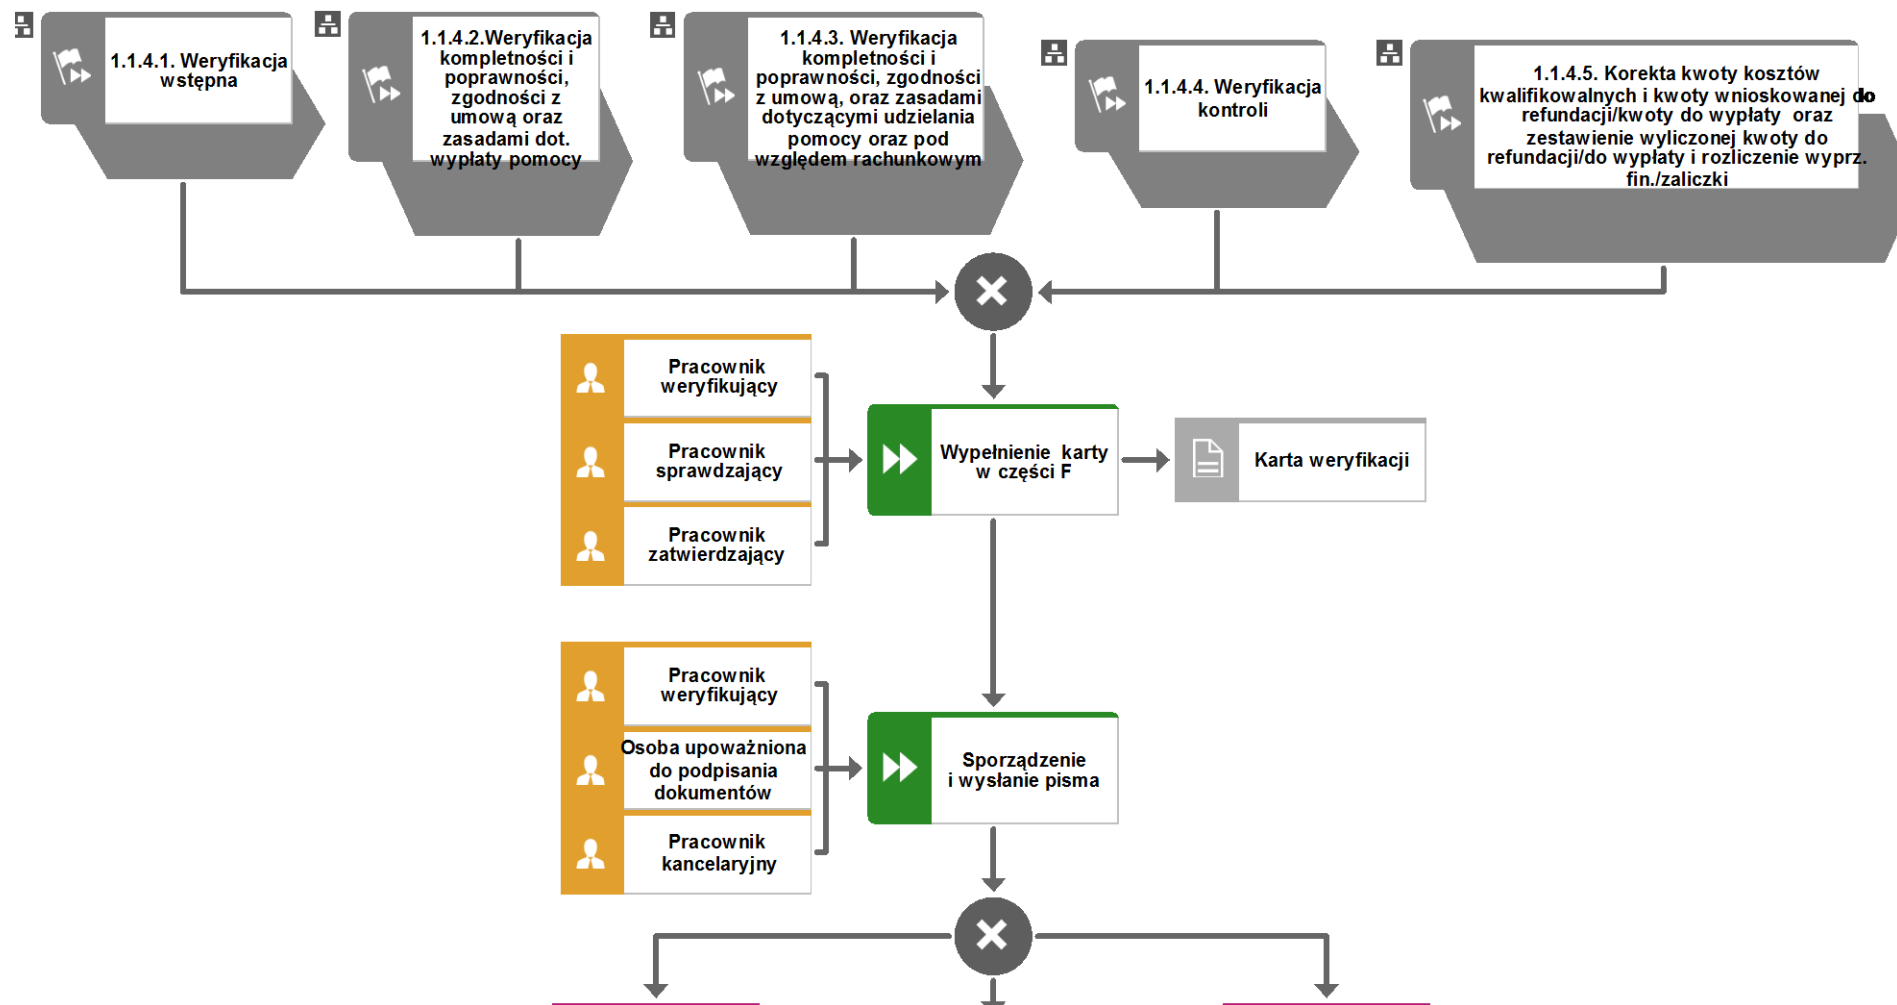 1.1.4.1. Weryfikacja
wstępna
1.1.4.2.Weryfikacja
kompletności i
poprawności,
zgodności z
umową oraz
zasadami dot.
wypłaty pomocy
1.1.4.3. Weryfikacja
kompletności i
poprawności, zgodności
z umową, oraz zasadami
dotyczącymi udzielania
pomocy oraz pod
względem rachunkowym
1.1.4.4. Weryfikacja
kontroli
1.1.4.5. Korekta kwoty kosztów
kwalifikowalnych i kwoty wnioskowanej do
refundacji/kwoty do wypłaty oraz
zestawienie wyliczonej kwoty do
refundacji/do wypłaty i rozliczenie wyprz.
fin./zaliczki
Pracownik
weryfikujący
Pracownik
sprawdzający
Pracownik
zatwierdzający
Wypełnienie karty
w części F
Karta weryfikacji
Pracownik
weryfikujący
Osoba upoważniona
do podpisania
dokumentów
Pracownik
kancelaryjny
Sporządzenie
i wysłanie pisma